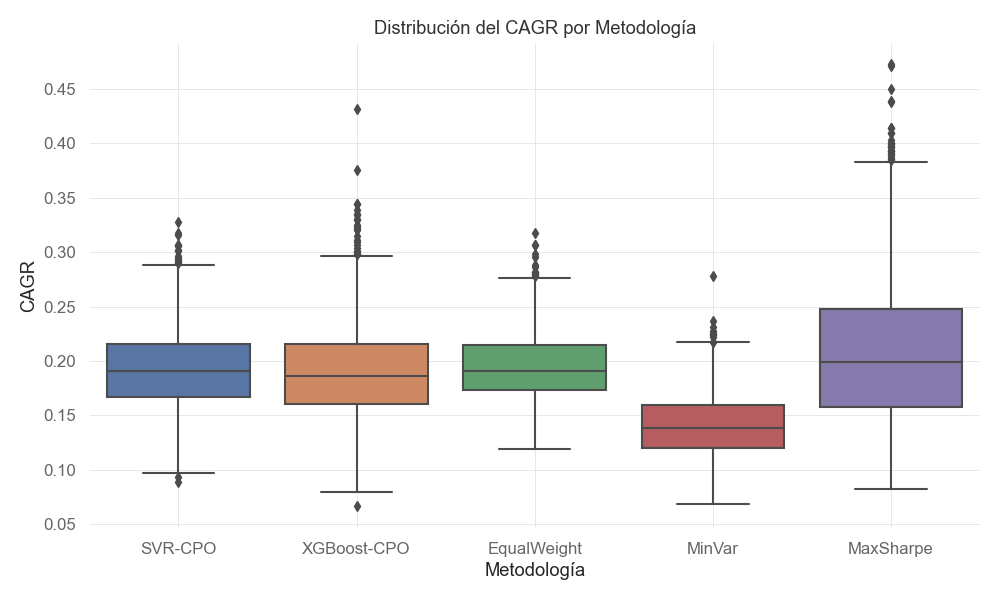 Distribución del CAGR por Metodología
CAGR
0.45
0.40
0.35
0.30
0.25
0.20
0.15
0.10
0.05
SVR-CPO XGBoost-CPO EqualWeight MinVar MaxSharpe
Metodología